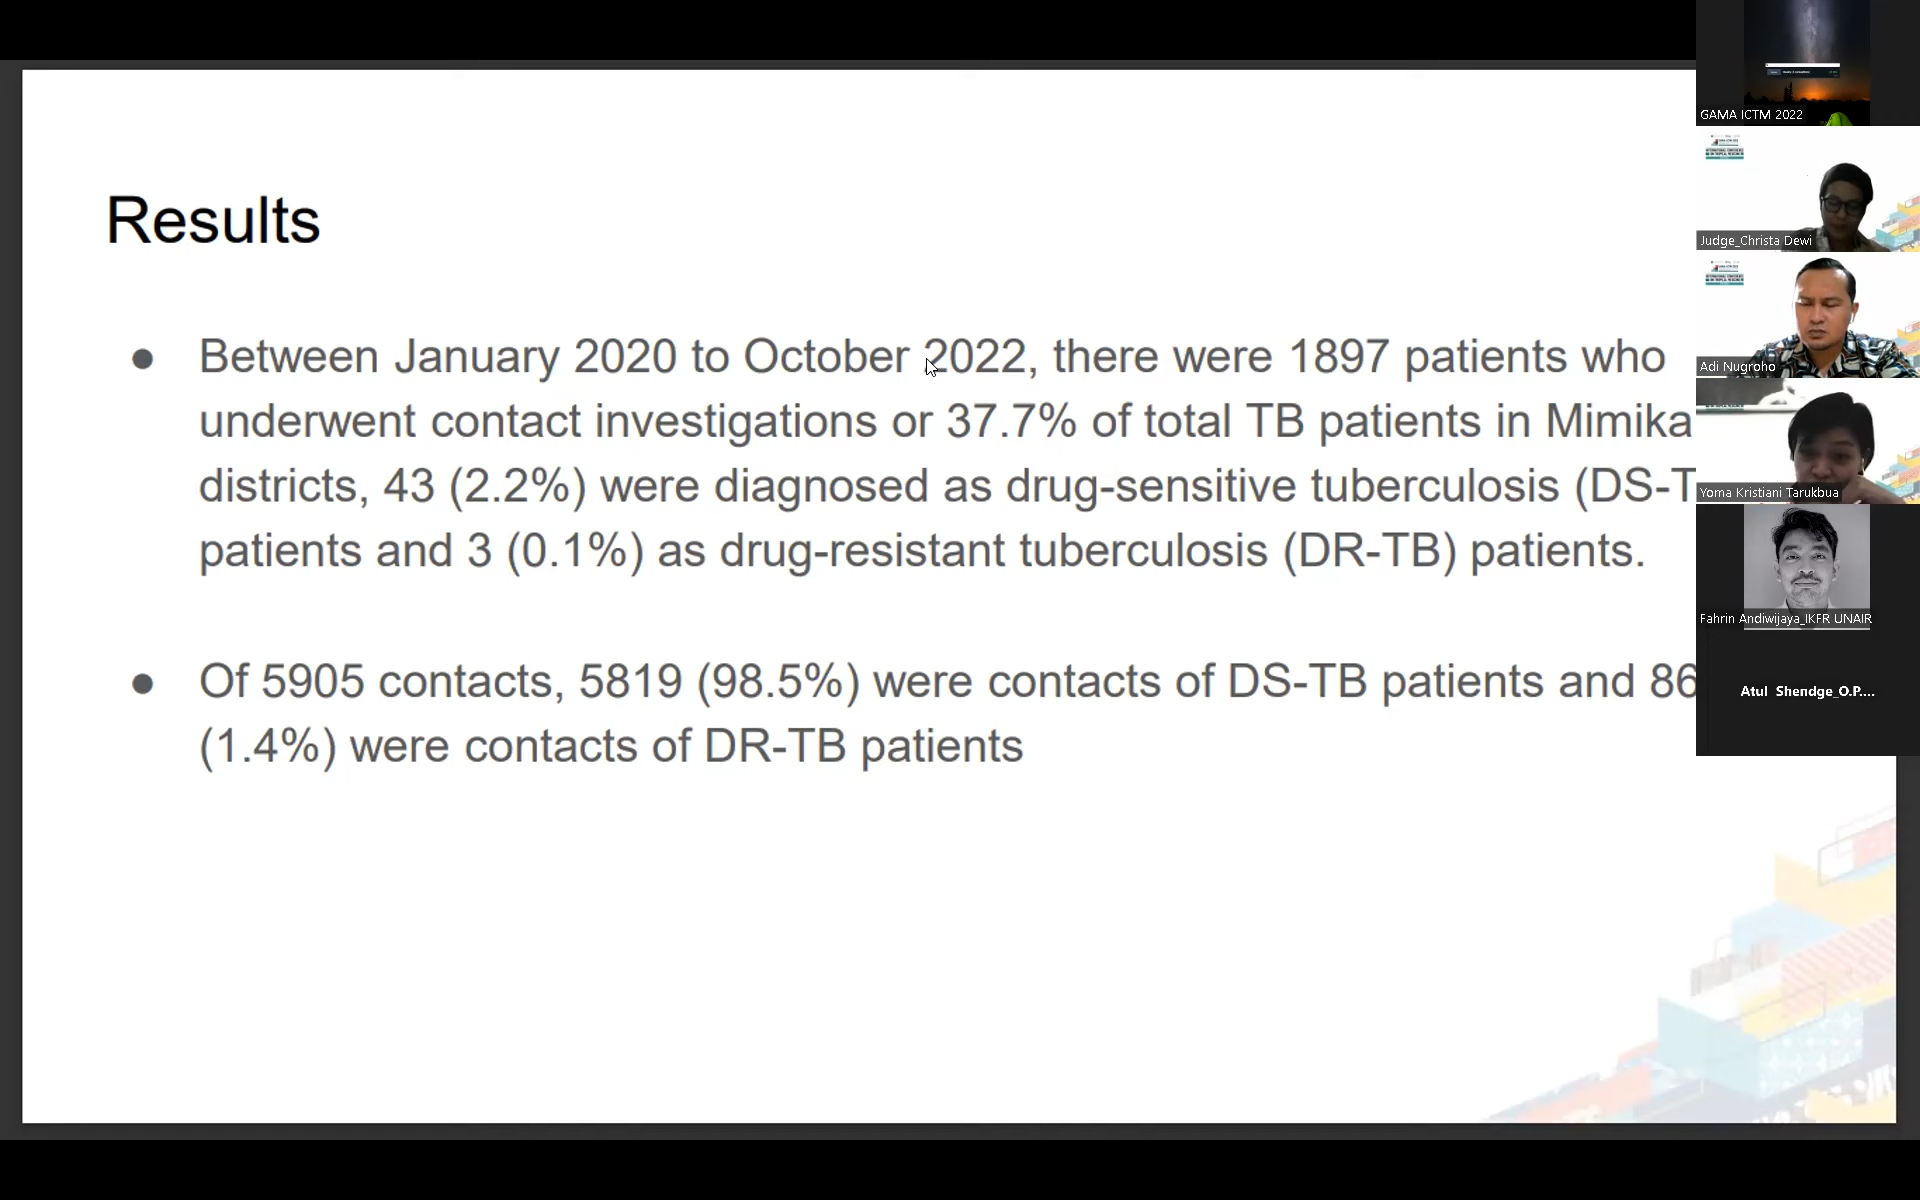 Results
● Between January 2020 to October 2022, there were 1897 patients who
underwent contact investigations or 37.7% of total TB patients in Mimika
districts, 43 (2.2%) were diagnosed as drug-sensitive tuberculosis (DS-T
patients and 3 (0.1%) as drug-resistant tuberculosis (DR-TB) patients.
● Of 5905 contacts, 5819 (98.5%) were contacts of DS-TB patients and 86
(1.4%) were contacts of DR-TB patients
GAMA ICTM 2022
Judge_Christa Dewi
Adi Nugroho
Yoma Kristiani Tarukbua
Fahrin Andiwijaya_IKFR UNAIR
Atul Shendge_O.P....